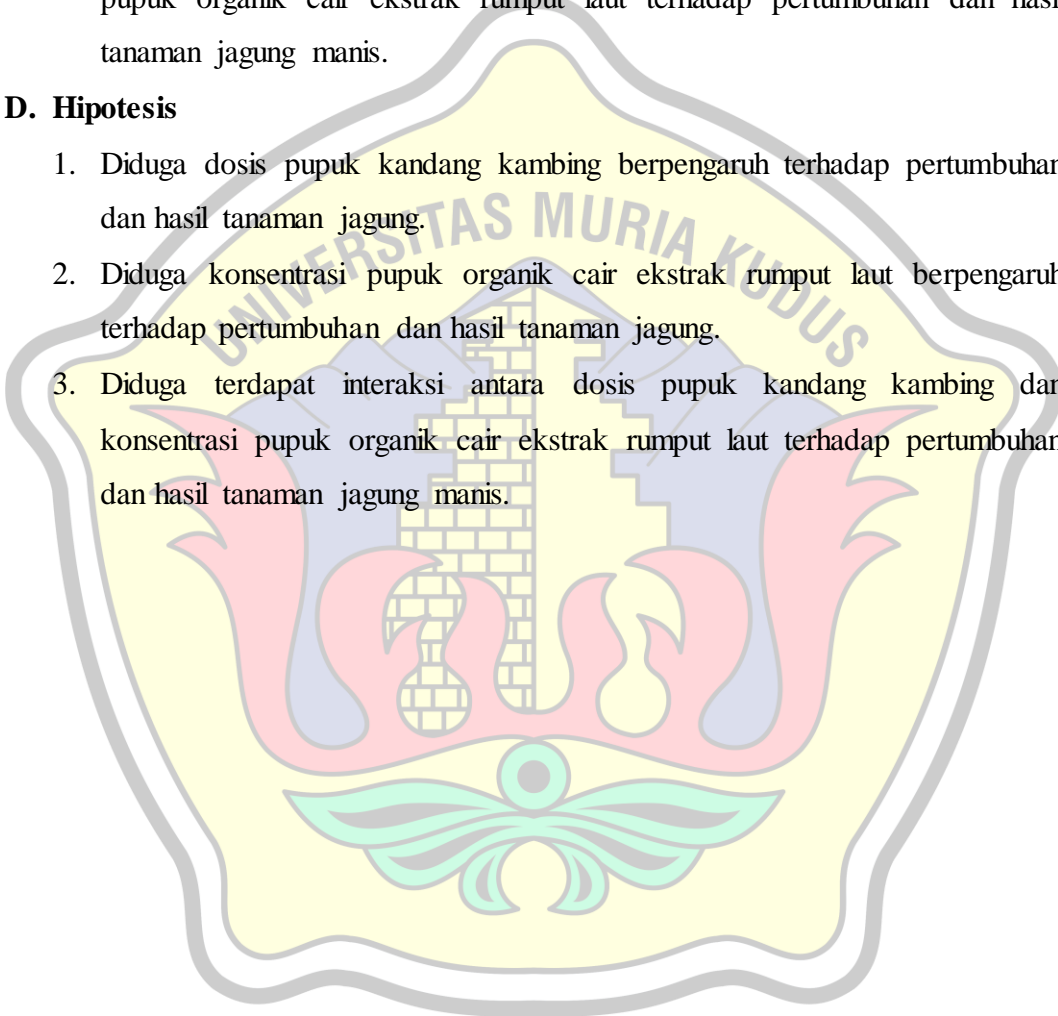 pupuk organik cair ekstrak rumput laut terhadap pertumbuhan dan hasil
tanaman jagung manis.
D. Hipotesis
1. Diduga dosis pupuk kandang kambing berpengaruh terhadap pertumbuhan
dan hasil tanaman jagung.
2. Diduga konsentrasi pupuk organik cair ekstrak rumput laut berpengaruh
terhadap pertumbuhan dan hasil tanaman jagung.
3. Diduga terdapat interaksi antara dosis pupuk kandang kambing dan
konsentrasi pupuk organik cair ekstrak rumput laut terhadap pertumbuhan
dan hasil tanaman jagung manis.
UNIVERSITAS MURIA KUDUS